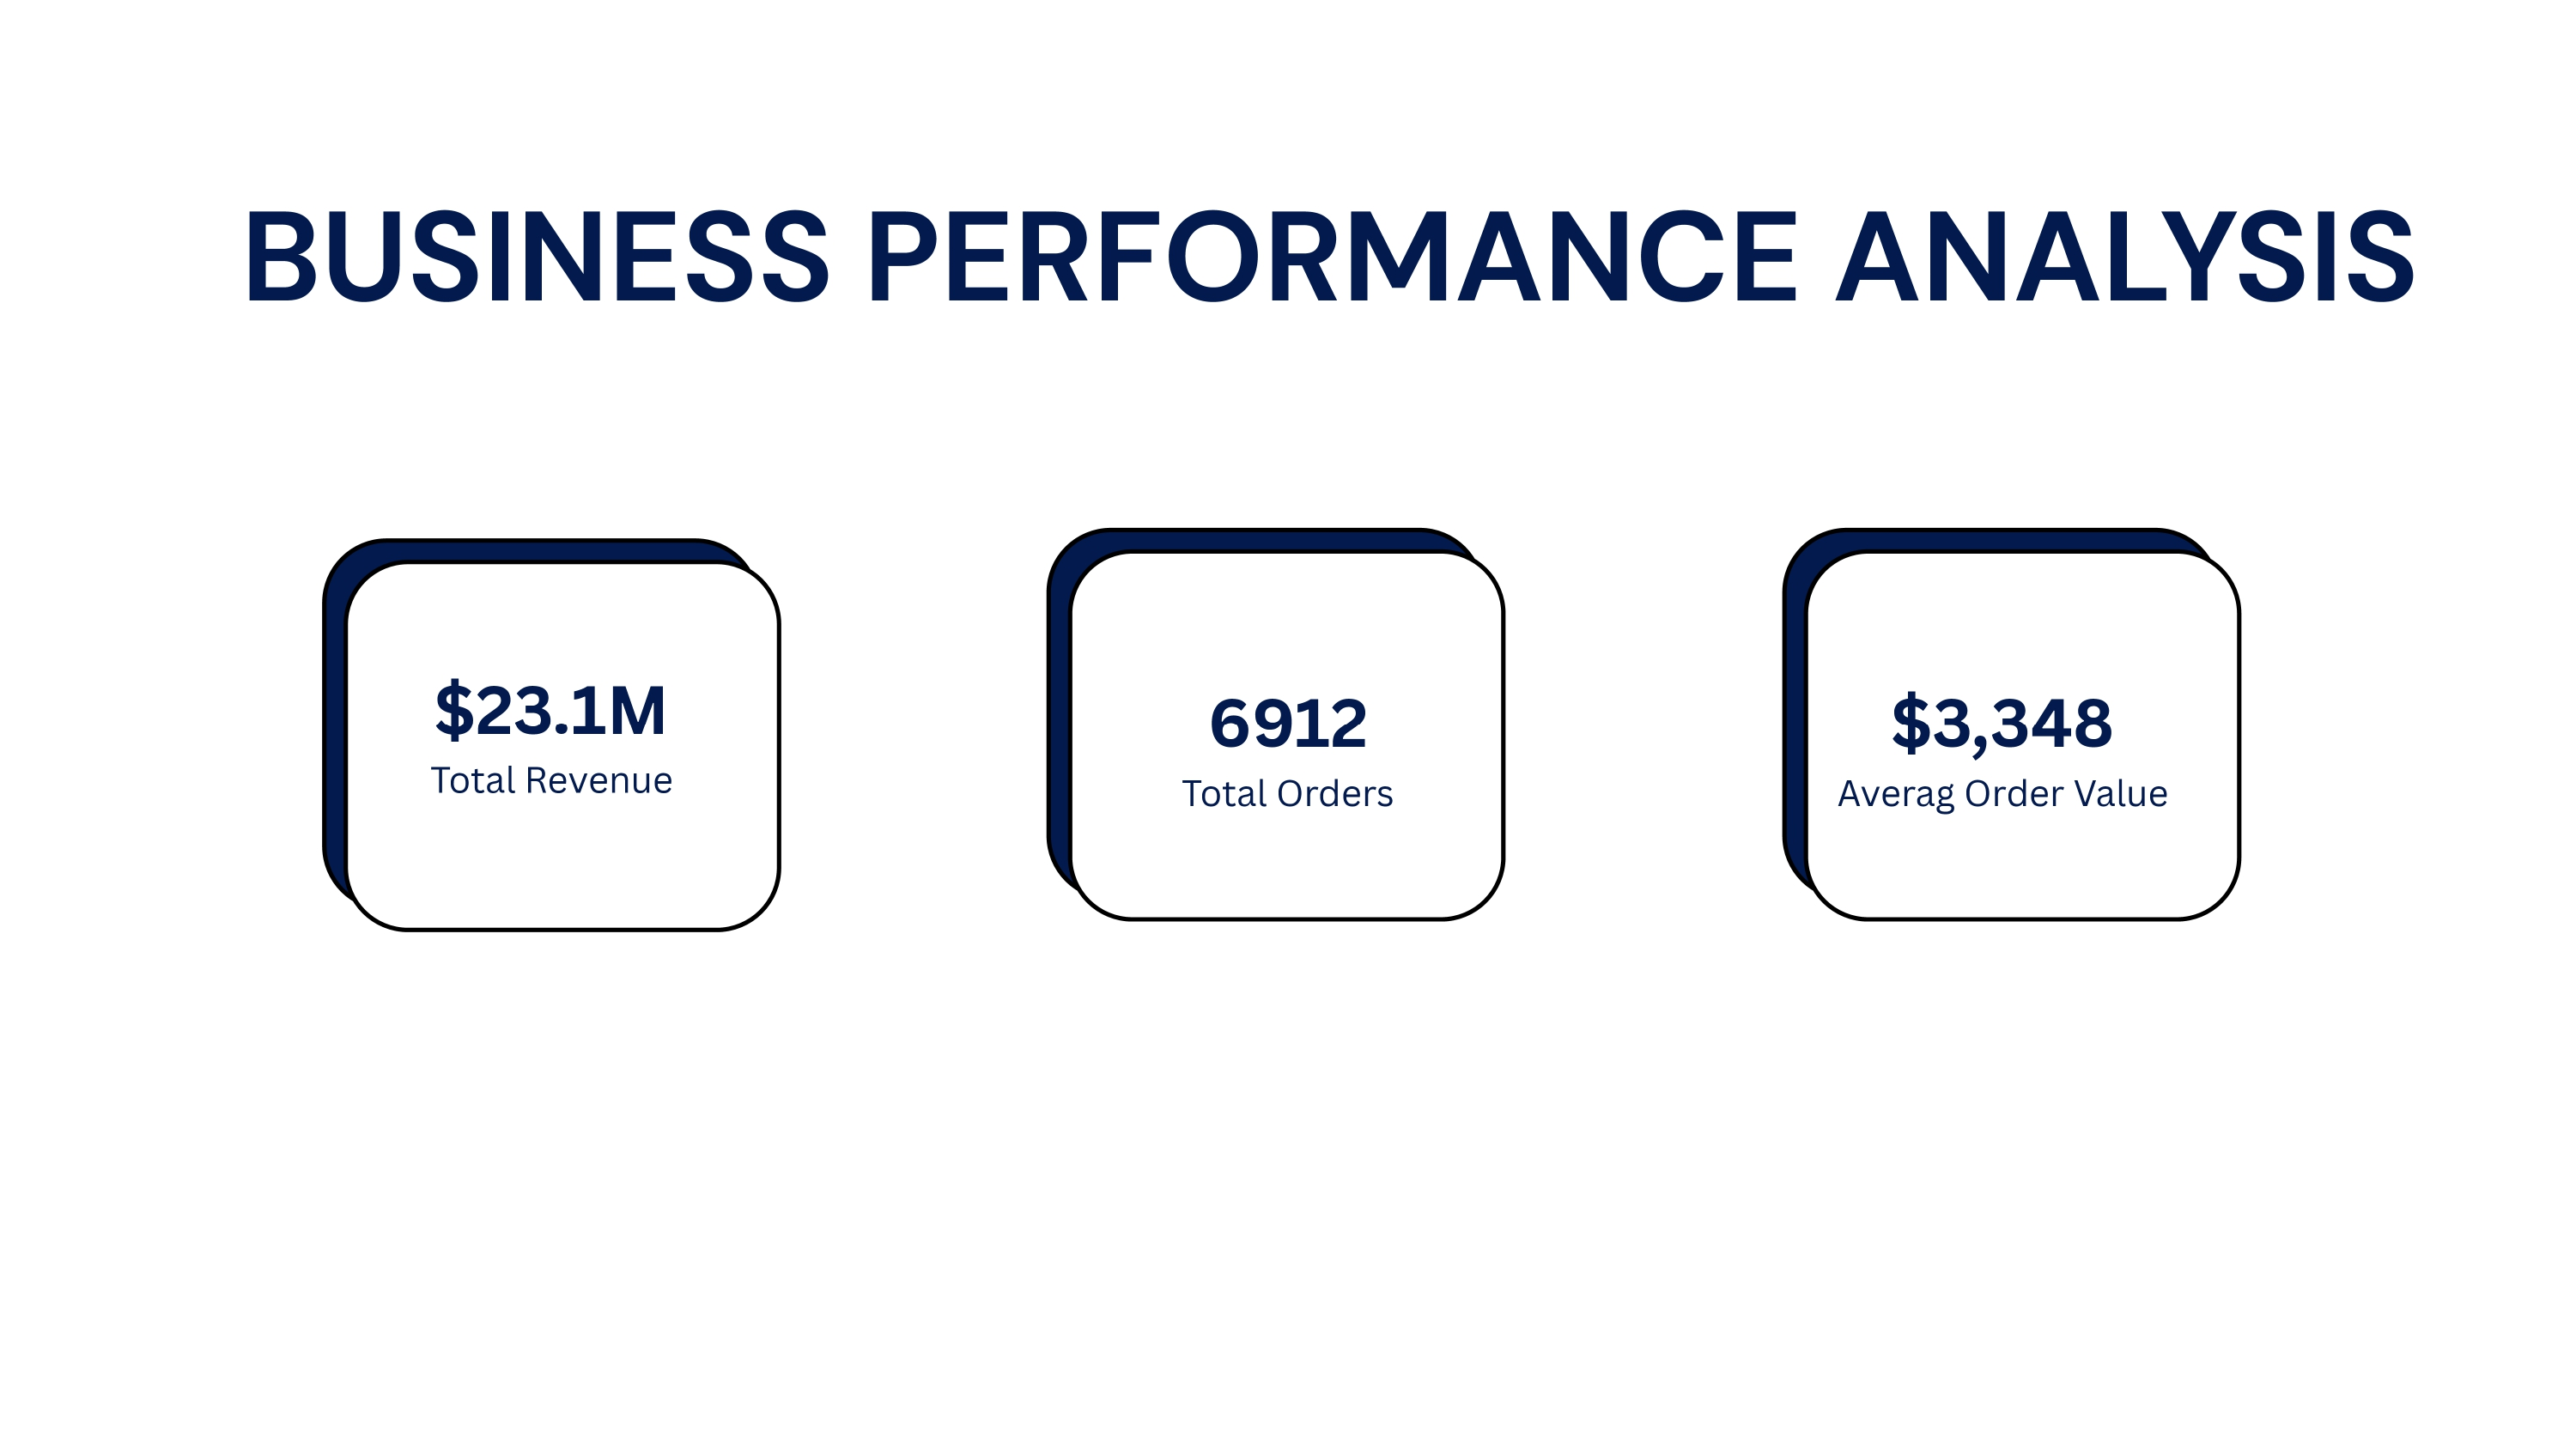 BUSINESS PERFORMANCE ANALYSIS
$23.1M
Total Revenue
6912
Total Orders
$3,348
Averag Order Value